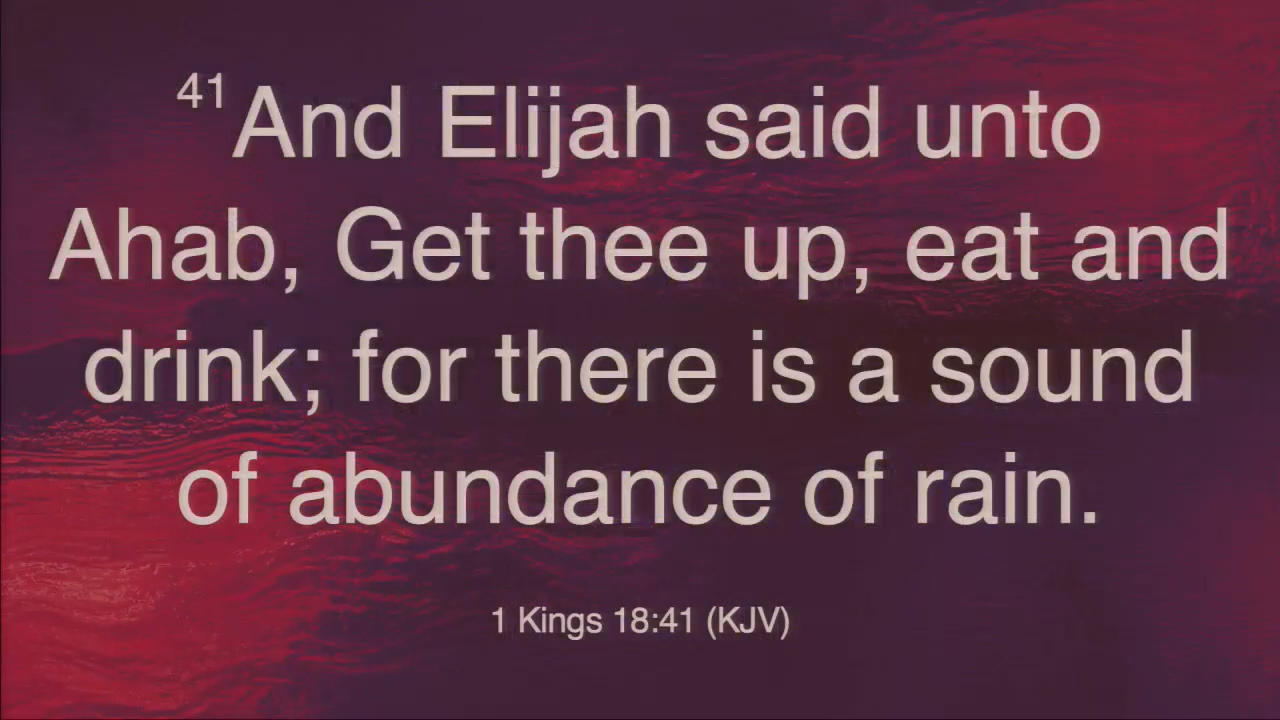 41And Elijah said unto
Ahab, Get thee up, eat and
drink; for there is a sound
of abundance of rain.
1 Kings 18:41 (KJV)